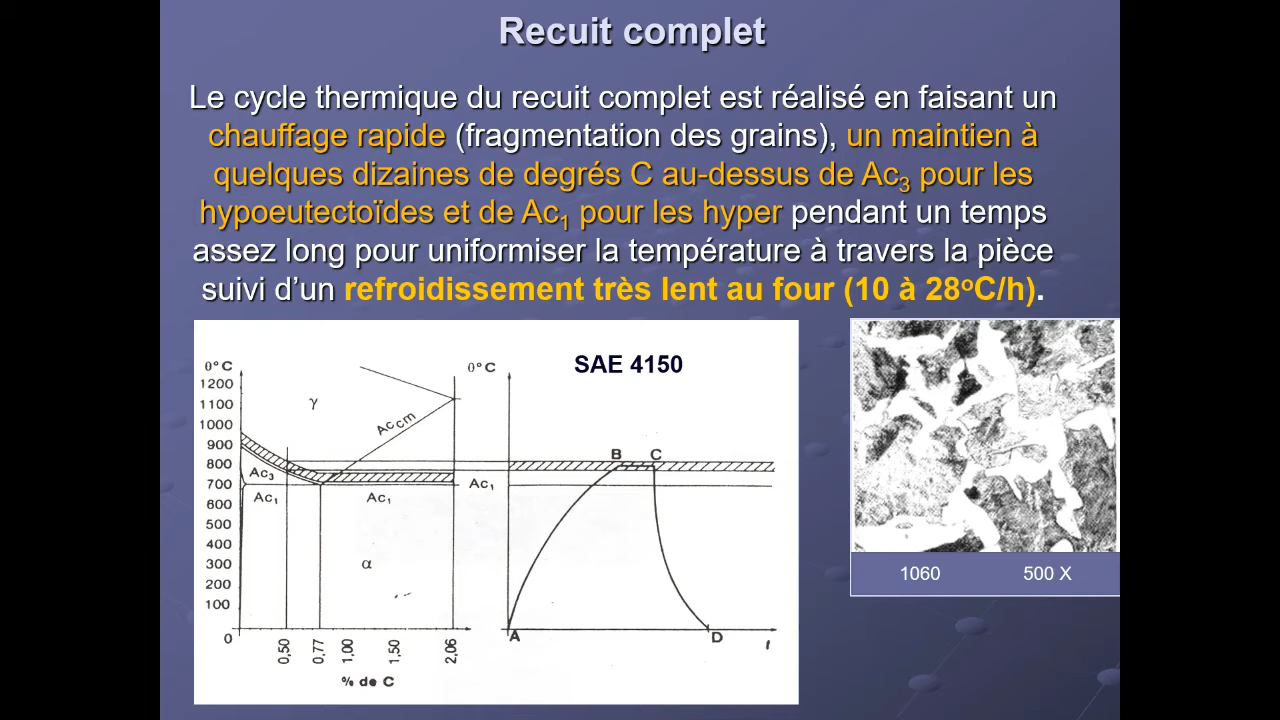 Recuit complet
Le cycle thermique du recuit complet est réalisé en faisant un
chauffage rapide (fragmentation des grains), un maintien à
quelques dizaines de degrés C au-dessus de Ac₃ pour les
hypoeutectoïdes et de Ac₁ pour les hyper pendant un temps
assez long pour uniformiser la température à travers la pièce
suivi d’un refroidissement très lent au four (10 à 28°C/h).
θ°C
1200
1100
1000
900
800
700
600
500
400
300
200
100
0
γ
Ac cm
Ac₃
Ac₁
Ac₁
α
0,50
0,77
1,00
1,50
2,06
% de C
θ°C
SAE 4150
B C
Ac₁
A
D
t
1060 500 X